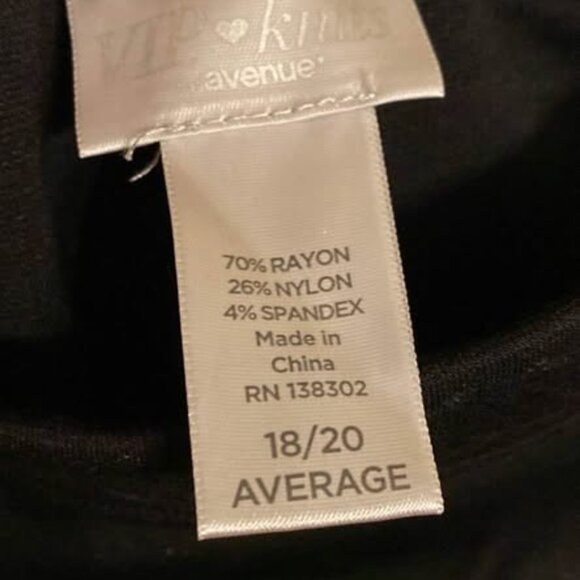 VIP knits
avenue®
70% RAYON
26% NYLON
4% SPANDEX
Made in
China
RN 138302
18/20
AVERAGE